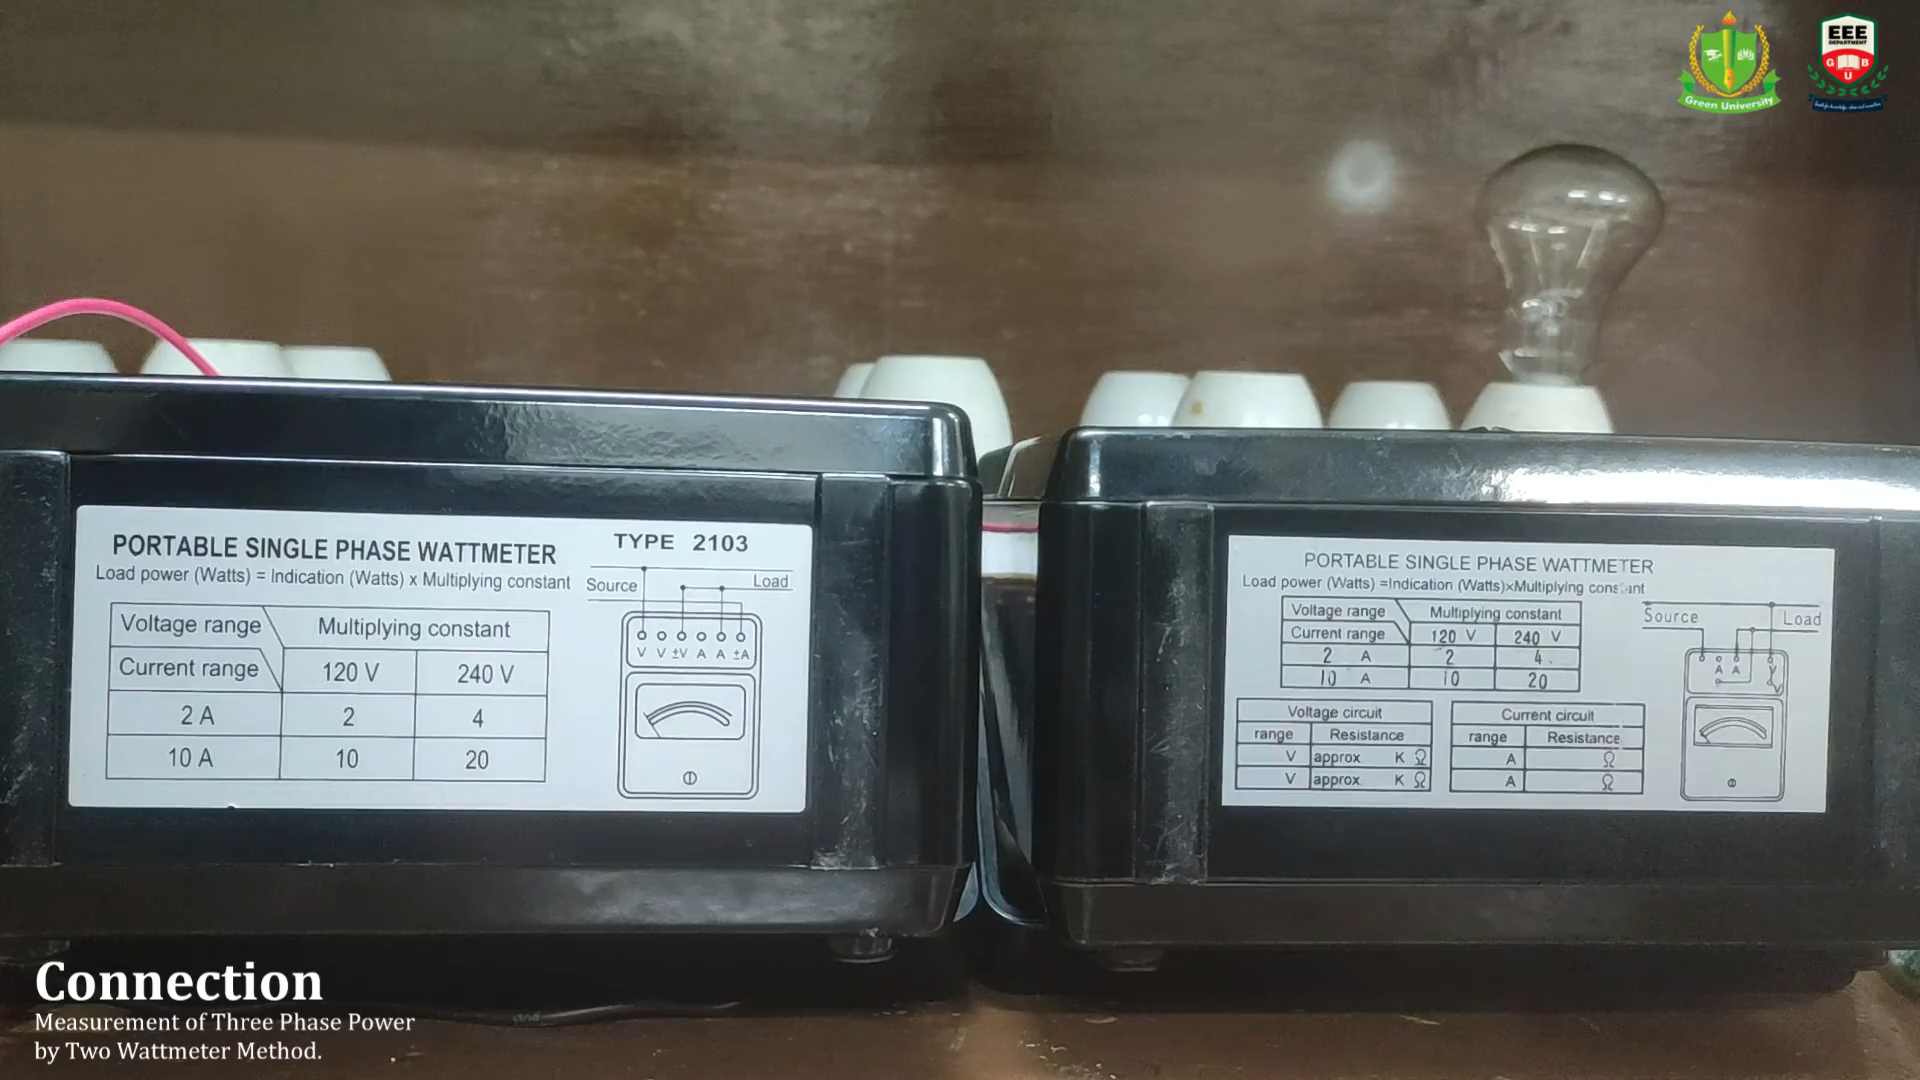 Green University
EEE
DEPARTMENT
G U B
PORTABLE SINGLE PHASE WATTMETER
Load power (Watts) = Indication (Watts) x Multiplying constant
Voltage range Multiplying constant
Current range 120 V 240 V
2 A 2 4
10 A 10 20
TYPE 2103
Source Load
V V ±V A A ±A
PORTABLE SINGLE PHASE WATTMETER
Load power (Watts) =Indication (Watts)×Multiplying constant
Voltage range Multiplying constant
Current range 120 V 240 V
2 A 2 4
10 A 10 20
Source Load
A A V
V
Voltage circuit
range Resistance
V approx. K Ω
V approx. K Ω
Current circuit
range Resistance
A Ω
A Ω
Connection
Measurement of Three Phase Power
by Two Wattmeter Method.